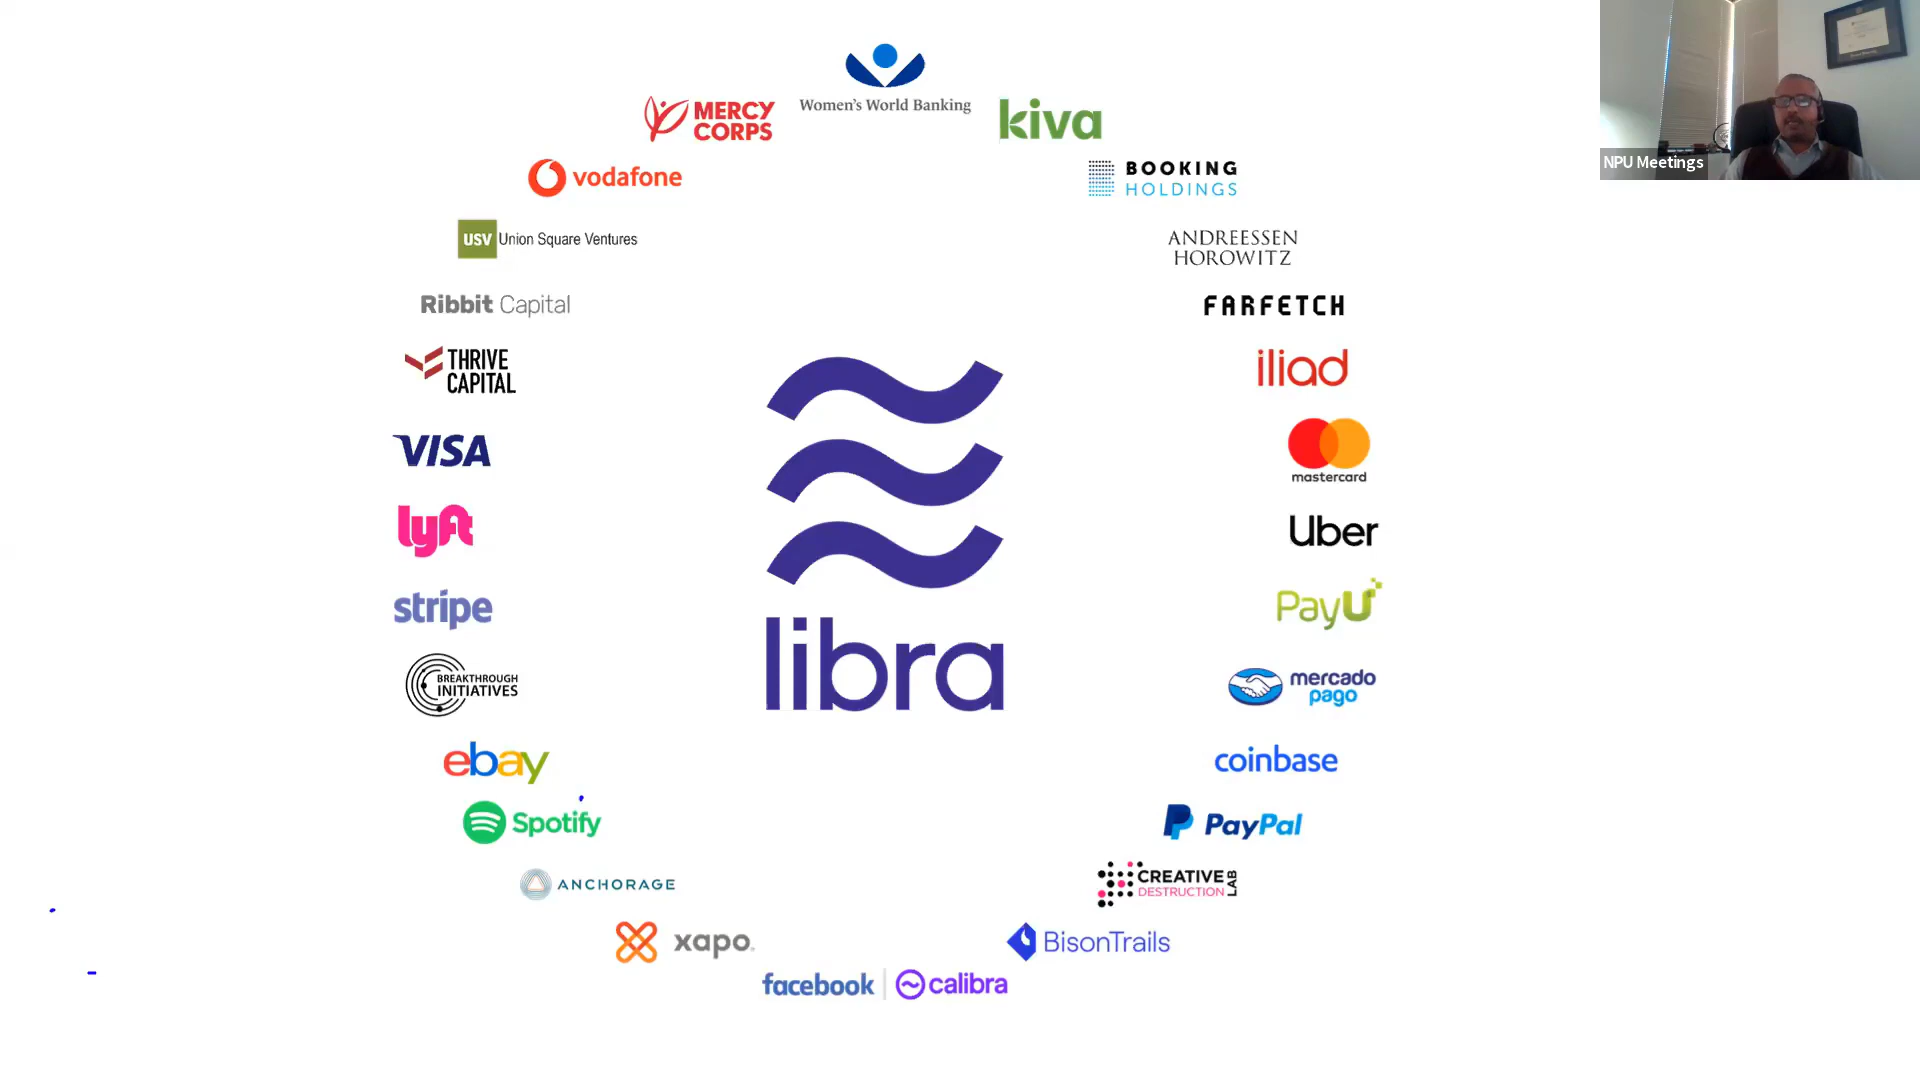 Women's World Banking
MERCY
CORPS
kiva
vodafone
BOOKING
HOLDINGS
NPU Meetings
USV Union Square Ventures
ANDREESSEN
HOROWITZ
Ribbit Capital
FARFETCH
THRIVE
CAPITAL
iliad
VISA
mastercard
lyft
Uber
stripe
PayU
libra
BREAKTHROUGH
INITIATIVES
mercado
pago
ebay
coinbase
Spotify
PayPal
ANCHORAGE
CREATIVE
DESTRUCTION
LAB
xapo
BisonTrails
facebook
calibra